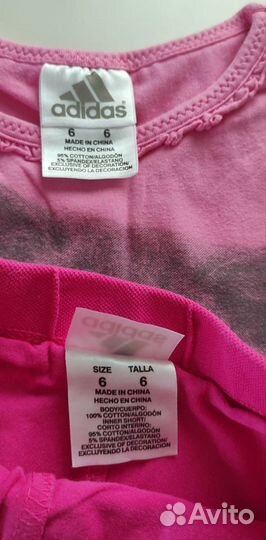 adidas®
6 6
MADE IN CHINA
HECHO EN CHINA
95% COTTON/ALGODÓN
5% SPANDEX/ELASTANO
EXCLUSIVE OF DECORATION/
EXCLUYENDO LA DECORACIÓN
adidas
SIZE TALLA
6 6
MADE IN CHINA
HECHO EN CHINA
BODY/CUERPO:
100% COTTON/ALGODÓN
INNER SHORT/
CORTO INTERINO:
95% COTTON/ALGODÓN
5% SPANDEX/ELASTANO
EXCLUSIVE OF DECORATION/
EXCLUYENDO LA DECORACIÓN
Avito